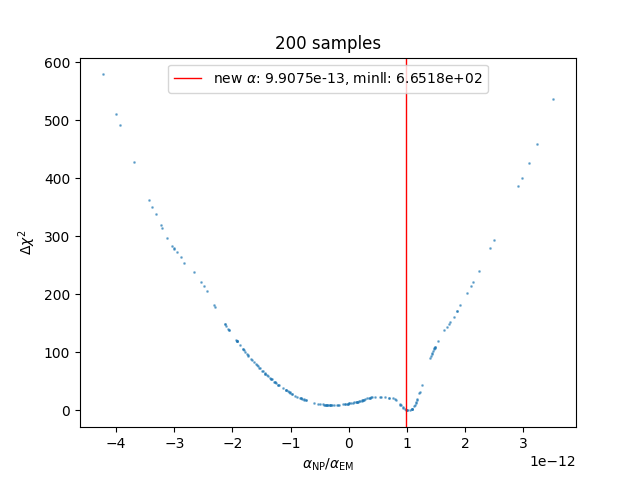 200 samples
new α: 9.9075e-13, minll: 6.6518e+02
Δχ²
600
500
400
300
200
100
0
−4 −3 −2 −1 0 1 2 3
1e−12
α_NP/α_EM